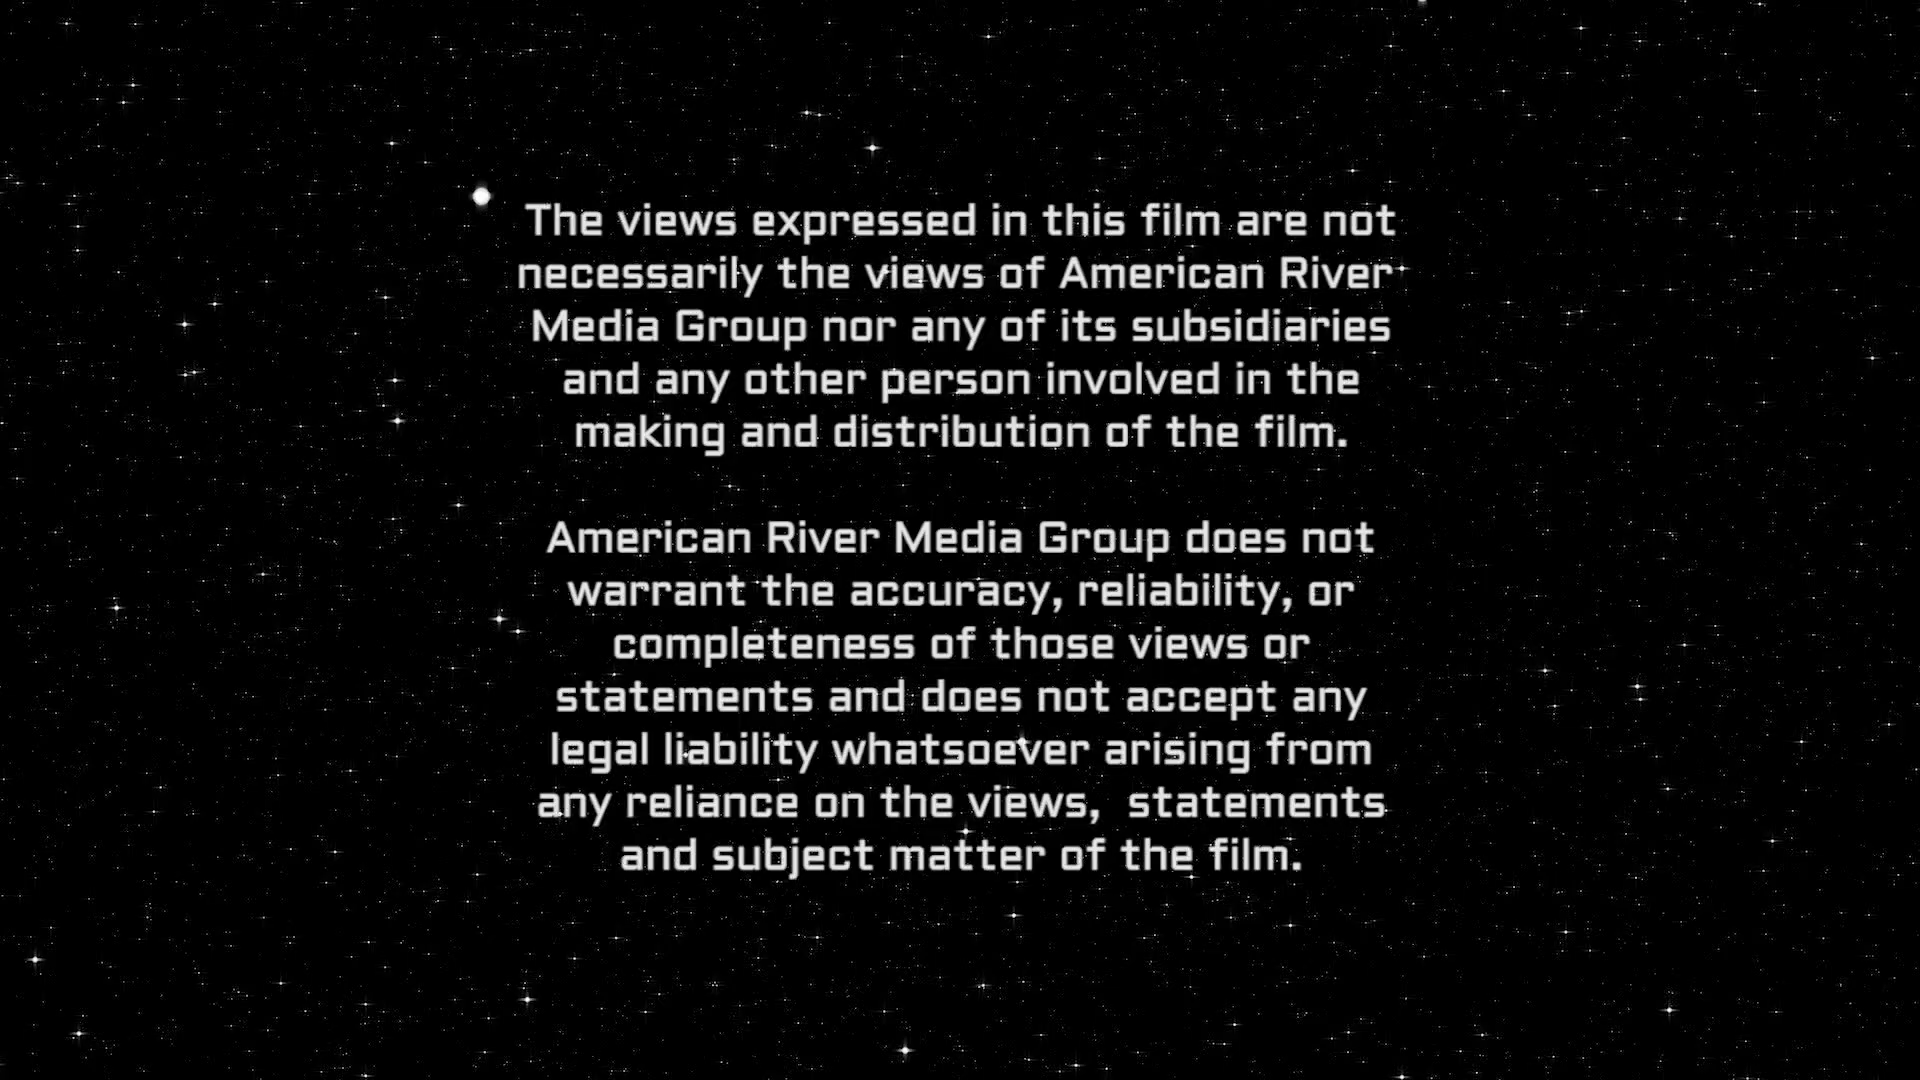 The views expressed in this film are not
necessarily the views of American River
Media Group nor any of its subsidiaries
and any other person involved in the
making and distribution of the film.
American River Media Group does not
warrant the accuracy, reliability, or
completeness of those views or
statements and does not accept any
legal liability whatsoever arising from
any reliance on the views,  statements
and subject matter of the film.